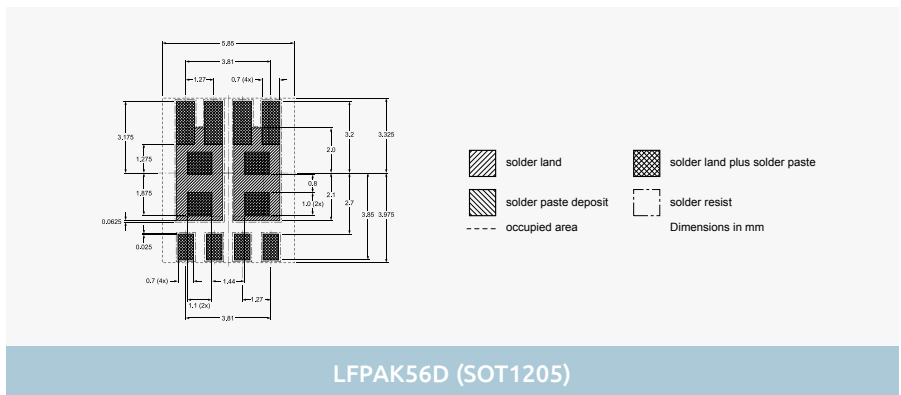 5.85
3.81
1.27
0.7 (4x)
3.175
3.2
3.325
1.275
2.0
1.875
0.8
2.1
2.7
1.0 (2x)
3.85
3.975
0.0625
0.025
0.7 (4x)
1.44
1.27
1.1 (2x)
3.81
solder land
solder land plus solder paste
solder paste deposit
solder resist
occupied area
Dimensions in mm
LFPAK56D (SOT1205)